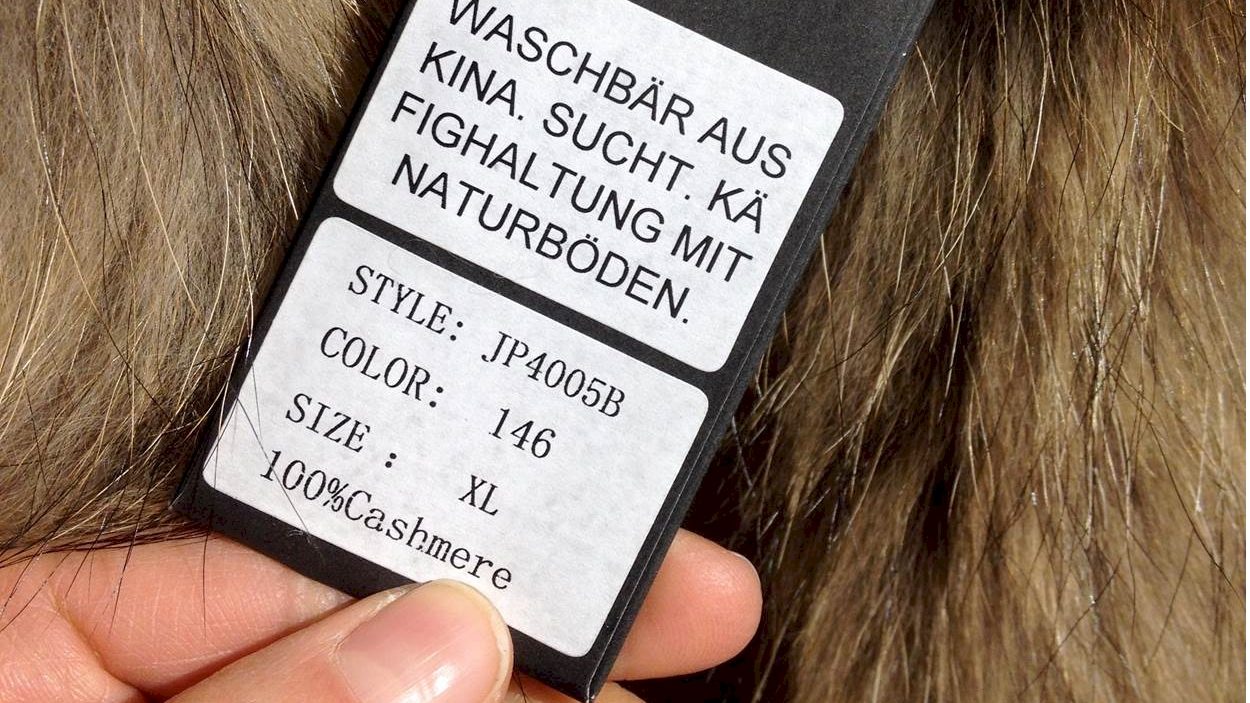 WASCHBÄR AUS
KINA. SUCHT. KÄ
FIGHALTUNG MIT
NATURBÖDEN.
STYLE: JP4005B
COLOR: 146
SIZE : XL
100%Cashmere